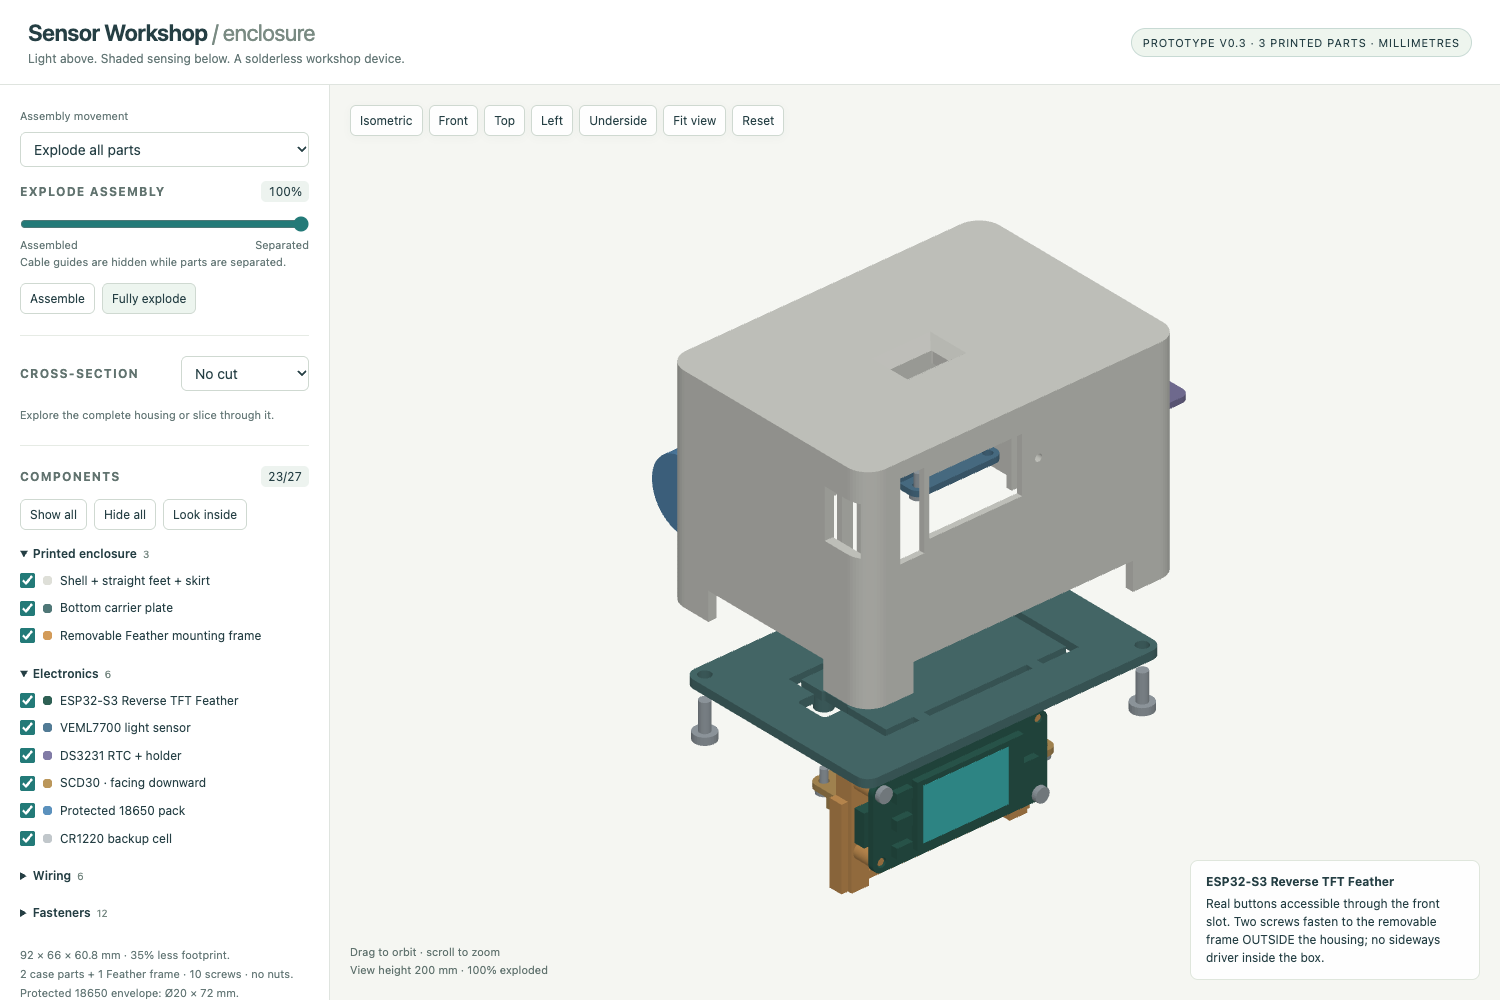 Sensor Workshop / enclosure
Light above. Shaded sensing below. A solderless workshop device.
PROTOTYPE V0.3 · 3 PRINTED PARTS · MILLIMETRES
Assembly movement
Explode all parts
EXPLODE ASSEMBLY 100%
Assembled Separated
Cable guides are hidden while parts are separated.
Assemble Fully explode
CROSS-SECTION No cut
Explore the complete housing or slice through it.
COMPONENTS 23/27
Show all Hide all Look inside
Printed enclosure 3
Shell + straight feet + skirt
Bottom carrier plate
Removable Feather mounting frame
Electronics 6
ESP32-S3 Reverse TFT Feather
VEML7700 light sensor
DS3231 RTC + holder
SCD30 · facing downward
Protected 18650 pack
CR1220 backup cell
Wiring 6
Fasteners 12
92 × 66 × 60.8 mm · 35% less footprint.
2 case parts + 1 Feather frame · 10 screws · no nuts.
Protected 18650 envelope: Ø20 × 72 mm.
Isometric Front Top Left Underside Fit view Reset
Drag to orbit · scroll to zoom
View height 200 mm · 100% exploded
ESP32-S3 Reverse TFT Feather
Real buttons accessible through the front
slot. Two screws fasten to the removable
frame OUTSIDE the housing; no sideways
driver inside the box.